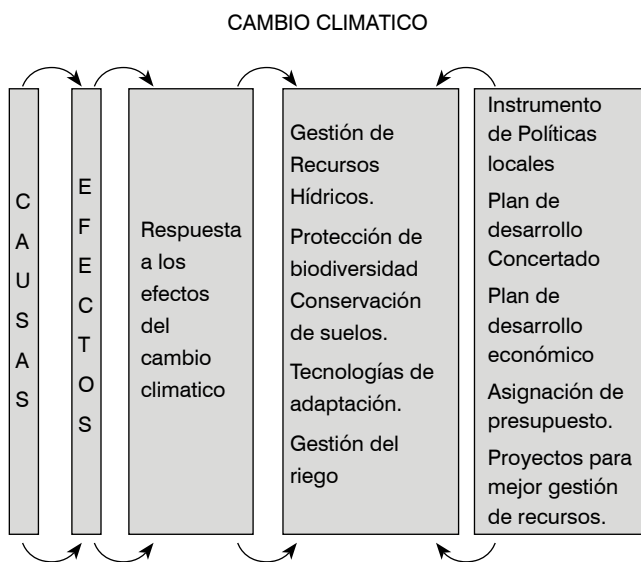 CAMBIO CLIMATICO
CAUSAS
EFECTOS
Respuesta
a los
efectos
del
cambio
climatico
Gestión de
Recursos
Hídricos.
Protección de
biodiversidad
Conservación
de suelos.
Tecnologías de
adaptación.
Gestión del
riego
Instrumento
de Políticas
locales
Plan de
desarrollo
Concertado
Plan de
desarrollo
económico
Asignación de
presupuesto.
Proyectos para
mejor gestión
de recursos.